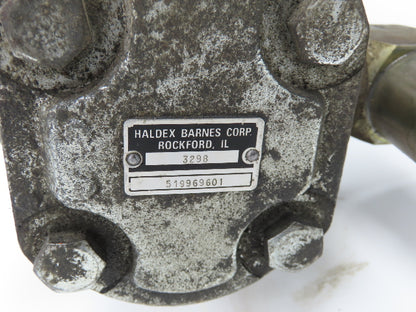 HALDEX BARNES CORP.
ROCKFORD, IL
3298
519969601